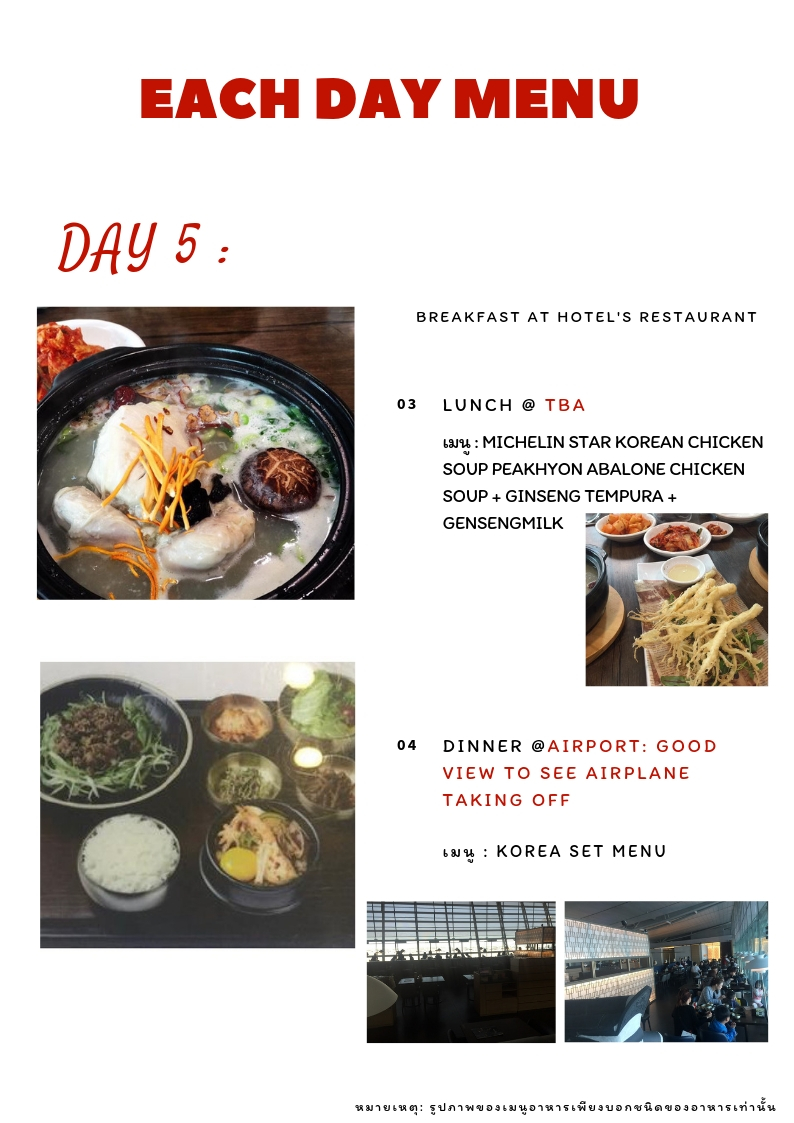 EACH DAY MENU
DAY 5 :
BREAKFAST AT HOTEL'S RESTAURANT
03 LUNCH @ TBA
เมนู : MICHELIN STAR KOREAN CHICKEN
SOUP PEAKHYON ABALONE CHICKEN
SOUP + GINSENG TEMPURA +
GENSENGMILK
04 DINNER @AIRPORT: GOOD
VIEW TO SEE AIRPLANE
TAKING OFF
เมนู : KOREA SET MENU
หมายเหตุ: รูปภาพของเมนูอาหารเพียงบอกชนิดของอาหารเท่านั้น